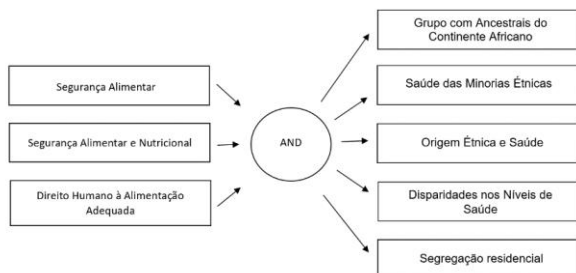 Segurança Alimentar
Segurança Alimentar e Nutricional
Direito Humano à Alimentação
Adequada
AND
Grupo com Ancestrais do
Continente Africano
Saúde das Minorias Étnicas
Origem Étnica e Saúde
Disparidades nos Níveis de
Saúde
Segregação residencial